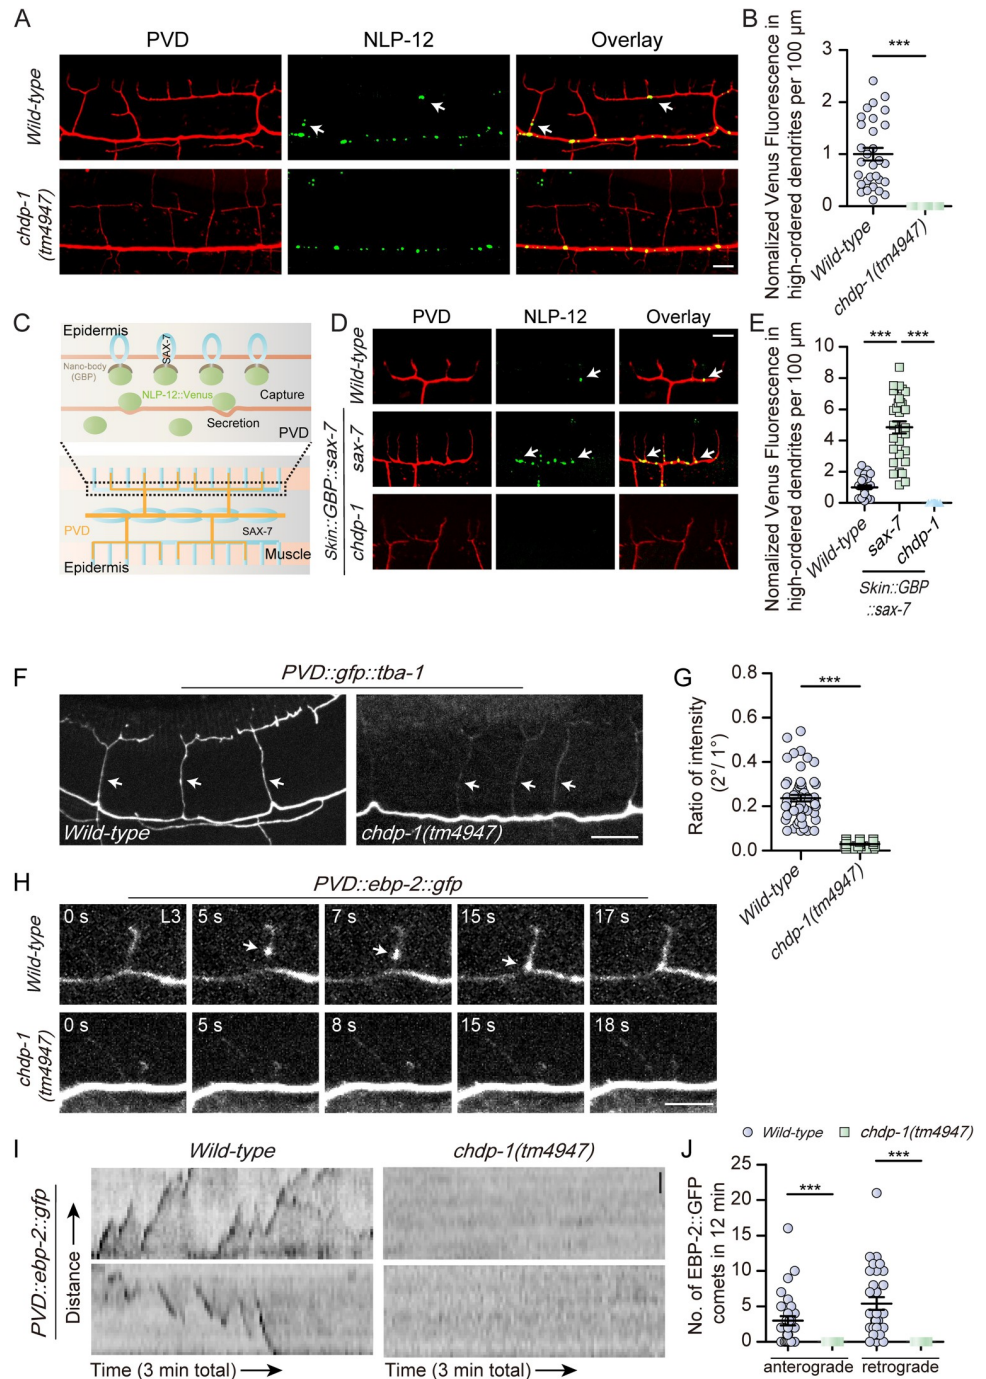 A
PVD NLP-12 Overlay
Wild-type
chdp-1
(tm4947)
B
Nomalized Venus Fluorescence in
high-ordered dendrites per 100 µm
3
2
1
0
***
Wild-type
chdp-1(tm4947)
C
Epidermis
SAX-7
Nano-body
(GBP)
NLP-12::Venus
Capture
Secretion
PVD
PVD
SAX-7
Muscle
Epidermis
D
PVD NLP-12 Overlay
Wild-type
Skin::GBP::sax-7
sax-7
chdp-1
E
Nomalized Venus Fluorescence in
high-ordered dendrites per 100 µm
10
8
6
4
2
0
*** ***
Wild-type
sax-7
chdp-1
Skin::GBP
::sax-7
F
PVD::gfp::tba-1
Wild-type
chdp-1(tm4947)
G
Ratio of intensity
(2°/ 1°)
0.8
0.6
0.4
0.2
0.0
***
Wild-type
chdp-1(tm4947)
H
PVD::ebp-2::gfp
Wild-type
0 s L3 5 s 7 s 15 s 17 s
chdp-1
(tm4947)
0 s 5 s 8 s 15 s 18 s
I
Wild-type chdp-1(tm4947)
PVD::ebp-2::gfp
Distance
Time (3 min total) Time (3 min total)
J
Wild-type chdp-1(tm4947)
No. of EBP-2::GFP
comets in 12 min
25
20
15
10
5
0
*** ***
anterograde retrograde